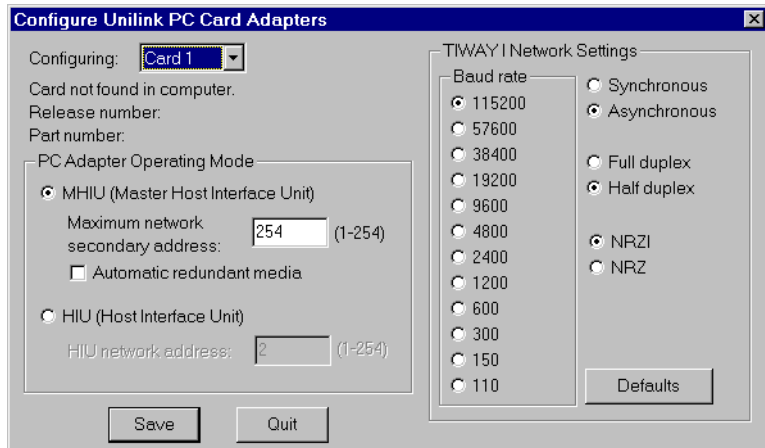 Configure Unilink PC Card Adapters
Configuring: Card 1
Card not found in computer.
Release number:
Part number:
PC Adapter Operating Mode
MHIU (Master Host Interface Unit)
Maximum network
secondary address: 254 (1-254)
Automatic redundant media
HIU (Host Interface Unit)
HIU network address: 2 (1-254)
Save Quit
TIWAY I Network Settings
Baud rate
115200
57600
38400
19200
9600
4800
2400
1200
600
300
150
110
Synchronous
Asynchronous
Full duplex
Half duplex
NRZI
NRZ
Defaults